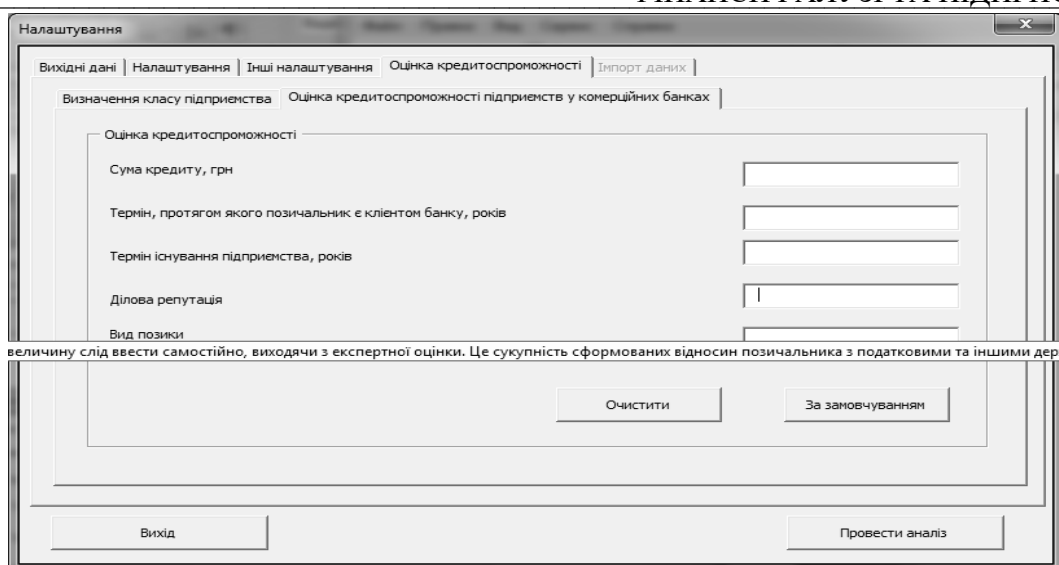 Налаштування
Вихідні дані Налаштування Інші налаштування Оцінка кредитоспроможності Імпорт даних
Визначення класу підприємства Оцінка кредитоспроможності підприємств у комерційних банках
Оцінка кредитоспроможності
Сума кредиту, грн
Термін, протягом якого позичальник є клієнтом банку, років
Термін існування підприємства, років
Ділова репутація
Вид позики
величину слід ввести самостійно, виходячи з експертної оцінки. Це сукупність сформованих відносин позичальника з податковими та іншими дер
Очистити За замовчуванням
Вихід Провести аналіз